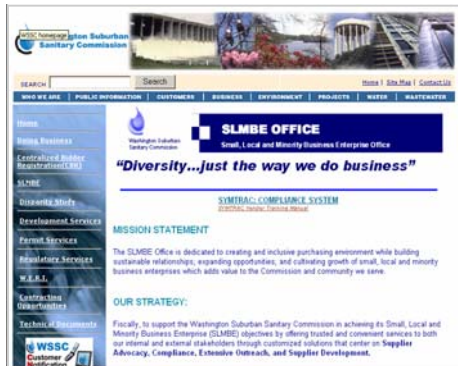 WSSC homepage
ngton Suburban
Sanitary Commission
SEARCH
Search
Home | Site Map | Contact Us
WHO WE ARE | PUBLIC INFORMATION | CUSTOMERS | BUSINESS | ENVIRONMENT | PROJECTS | WATER | WASTEWATER
Home
Doing Business
Centralized Bidder
Registration(CBR)
SLMBE
Disparity Study
Development Services
Permit Services
Regulatory Services
W.E.R.I.
Contracting
Opportunities
Technical Documents
WSSC
Customer
Notification
Washington Suburban
Sanitary Commission
SLMBE OFFICE
Small, Local and Minority Business Enterprise Office
“Diversity...just the way we do business”
SYMTRAC: COMPLIANCE SYSTEM
SYMTRAC Vendor Training Manual
MISSION STATEMENT
The SLMBE Office is dedicated to creating and inclusive purchasing environment while building
sustainable relationships, expanding opportunities, and cultivating growth of small, local and minority
business enterprises which adds value to the Commission and community we serve.
OUR STRATEGY:
Fiscally, to support the Washington Suburban Sanitary Commission in achieving its Small, Local and
Minority Business Enterprise (SLMBE) objectives by offering trusted and convenient services to both
our internal and external stakeholders through customized solutions that center on Supplier
Advocacy, Compliance, Extensive Outreach, and Supplier Development.